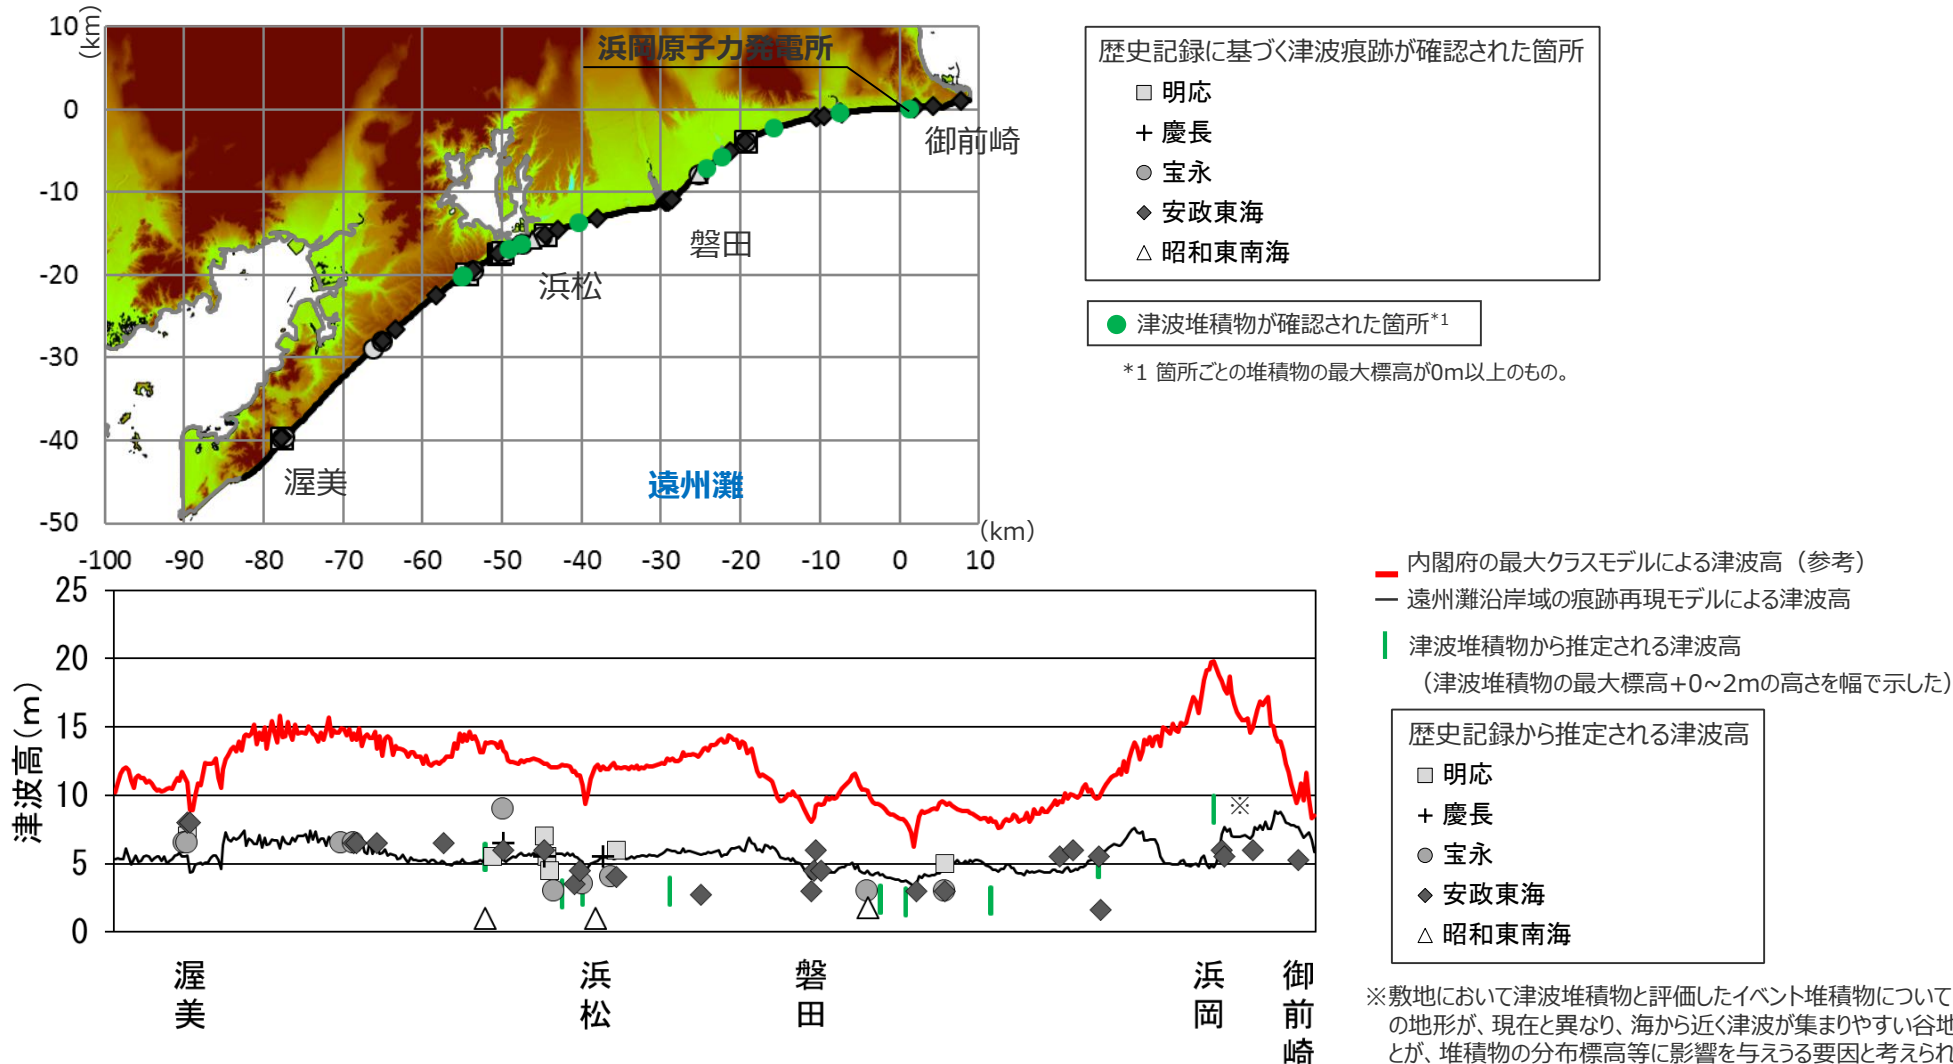 10
0
-10
-20
-30
-40
-50
(km)
浜岡原子力発電所
御前崎
磐田
浜松
渥美
遠州灘
(km)
-100 -90 -80 -70 -60 -50 -40 -30 -20 -10 0 10
歴史記録に基づく津波痕跡が確認された箇所
□ 明応
+ 慶長
● 宝永
◆ 安政東海
△ 昭和東南海
● 津波堆積物が確認された箇所*1
*1 箇所ごとの堆積物の最大標高が0m以上のもの。
津波高(m)
25
20
15
10
5
0
※
渥美
浜松
磐田
浜岡
御前崎
内閣府の最大クラスモデルによる津波高（参考）
遠州灘沿岸域の痕跡再現モデルによる津波高
津波堆積物から推定される津波高
（津波堆積物の最大標高+0~2mの高さを幅で示した）
歴史記録から推定される津波高
□ 明応
+ 慶長
● 宝永
◆ 安政東海
△ 昭和東南海
※敷地において津波堆積物と評価したイベント堆積物について
の地形が、現在と異なり、海から近く津波が集まりやすい谷地
とが、堆積物の分布標高等に影響を与えうる要因と考えられ